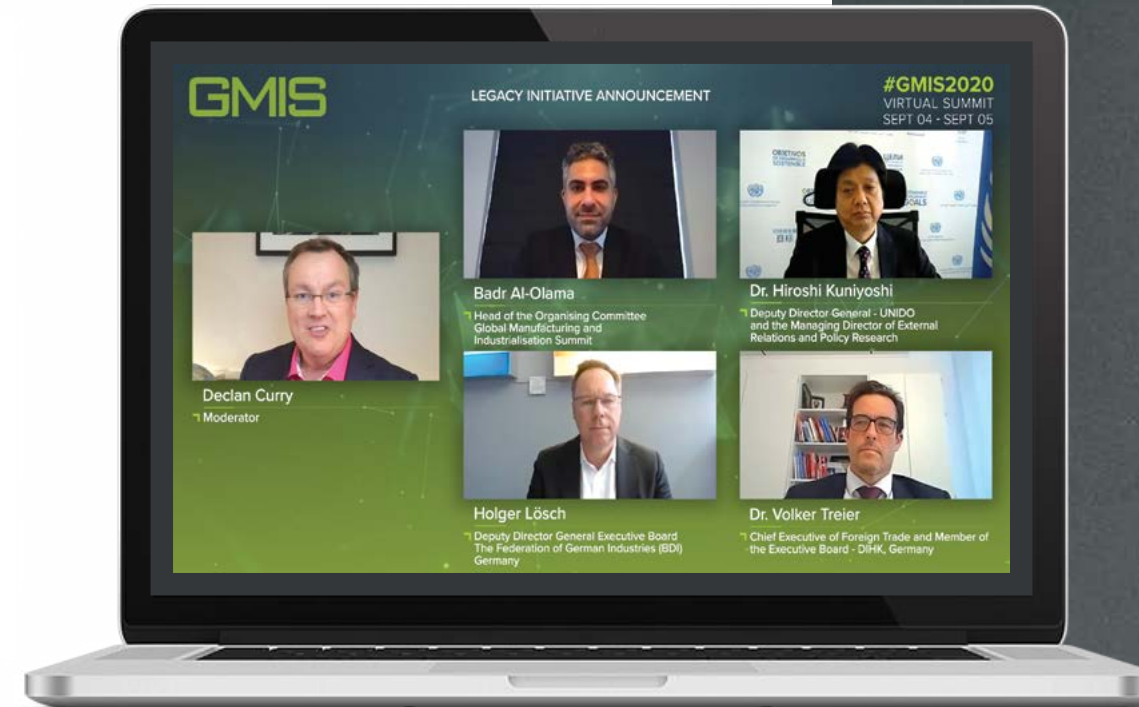 GMIS
LEGACY INITIATIVE ANNOUNCEMENT
#GMIS2020
VIRTUAL SUMMIT
SEPT 04 - SEPT 05
Declan Curry
Moderator
Badr Al-Olama
Head of the Organising Committee
Global Manufacturing and
Industrialisation Summit
OBJETIVOS
GOALS
Dr. Hiroshi Kuniyoshi
Deputy Director General - UNIDO
and the Managing Director of External
Relations and Policy Research
Holger Lösch
Deputy Director General Executive Board
The Federation of German Industries (BDI)
Germany
Dr. Volker Treier
Chief Executive of Foreign Trade and Member of
the Executive Board - DIHK, Germany